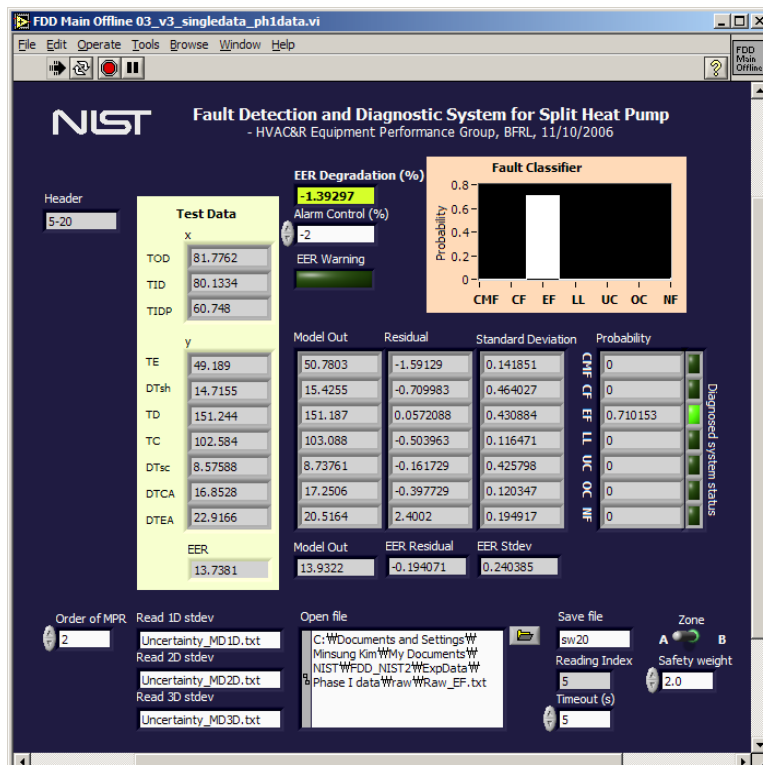 FDD Main Offline 03_v3_singledata_ph1data.vi
File Edit Operate Tools Browse Window Help
FDD
Main
Offline
NIST
Fault Detection and Diagnostic System for Split Heat Pump
- HVAC&R Equipment Performance Group, BFRL, 11/10/2006
Header
5-20
Test Data
x
TOD 81.7762
TID 80.1334
TIDP 60.748
y
TE 49.189
DTsh 14.7155
TD 151.244
TC 102.584
DTsc 8.57588
DTCA 16.8528
DTEA 22.9166
EER
13.7381
EER Degradation (%)
-1.39297
Alarm Control (%)
-2
EER Warning
Fault Classifier
Probability
0.8
0.6
0.4
0.2
0
CMF CF EF LL UC OC NF
Model Out Residual Standard Deviation Probability
50.7803 -1.59129 0.141851 CMF 0
15.4255 -0.709983 0.464027 CF 0
151.187 0.0572088 0.430884 EF 0.710153
103.088 -0.503963 0.116471 LL 0
8.73761 -0.161729 0.425798 UC 0
17.2506 -0.397729 0.120347 OC 0
20.5164 2.4002 0.194917 NF 0
Diagnosed system status
Model Out EER Residual EER Stdev
13.9322 -0.194071 0.240385
Order of MPR
2
Read 1D stdev
Uncertainty_MD1D.txt
Read 2D stdev
Uncertainty_MD2D.txt
Read 3D stdev
Uncertainty_MD3D.txt
Open file
C:₩Documents and Settings₩
Minsung Kim₩My Documents₩
NIST₩FDD_NIST2₩ExpData₩
Phase I data₩raw₩Raw_EF.txt
Save file
sw20
Reading Index
5
Timeout (s)
5
Zone
A B
Safety weight
2.0